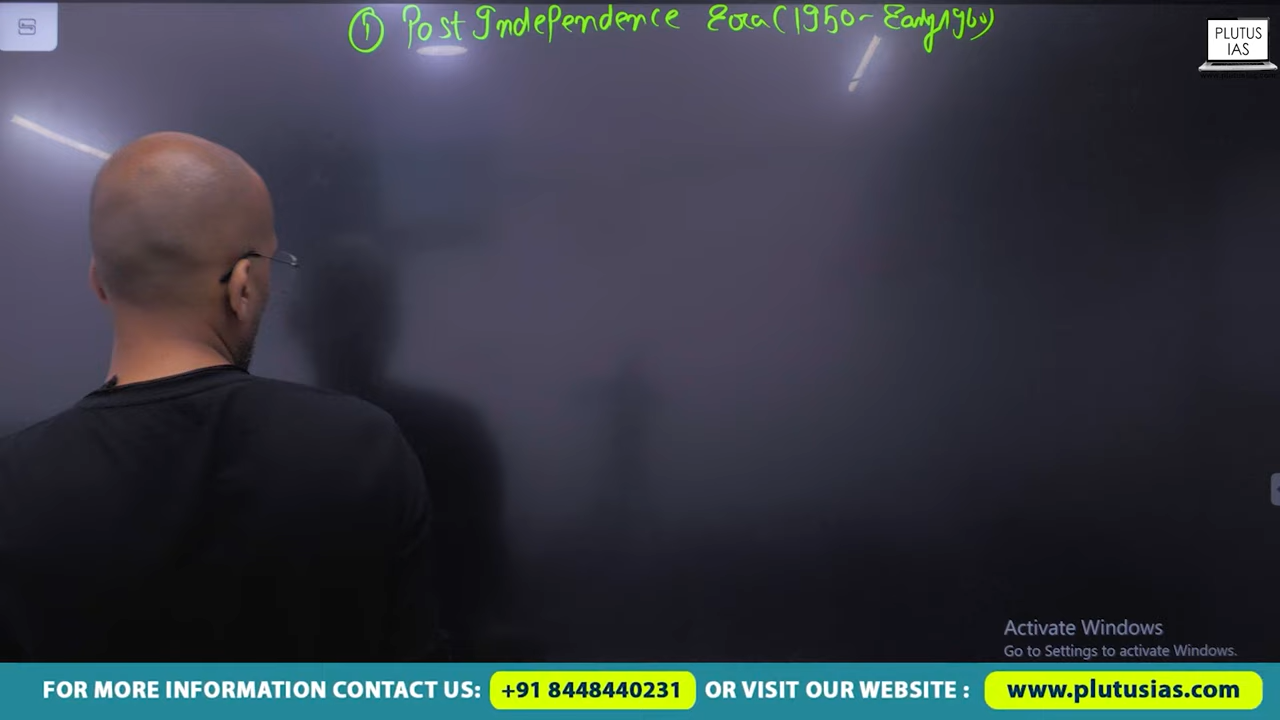 ① Post Independence Era (1950 - Early 1960)
PLUTUS
IAS
Activate Windows
Go to Settings to activate Windows.
FOR MORE INFORMATION CONTACT US: +91 8448440231 OR VISIT OUR WEBSITE : www.plutusias.com